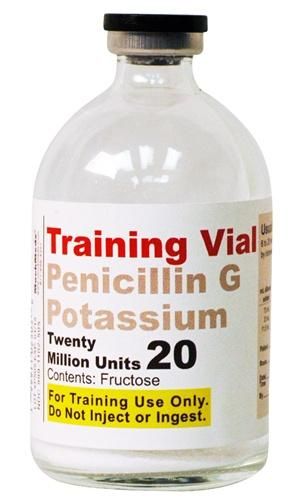 Training Vial
Penicillin G
Potassium
Twenty
Million Units 20
Contents: Fructose
For Training Use Only.
Do Not Inject or Ingest.